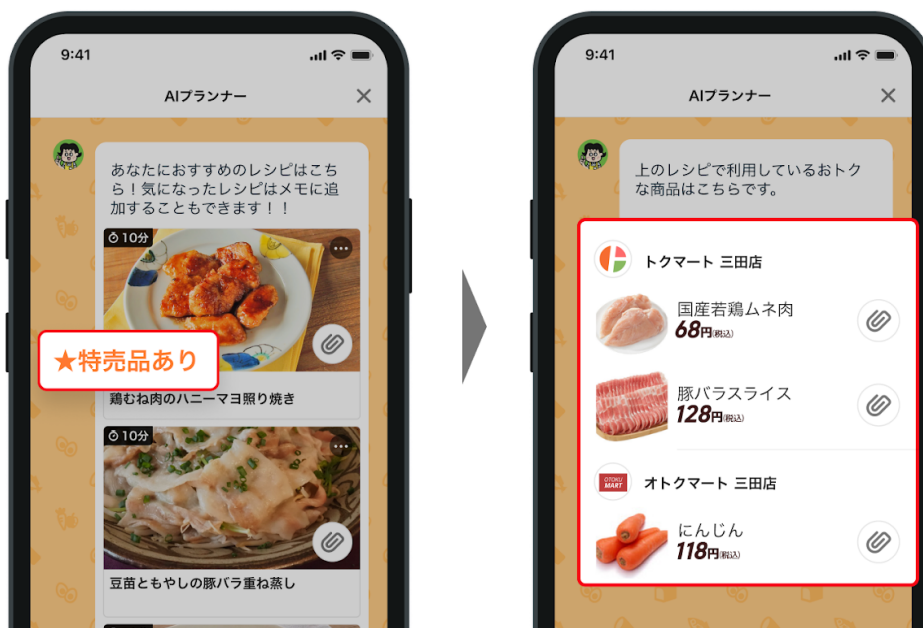 9:41
AIプランナー
あなたにおすすめのレシピはこち
ら！気になったレシピはメモに追
加することもできます！！
10分
★特売品あり
鶏むね肉のハニーマヨ照り焼き
10分
豆苗ともやしの豚バラ重ね蒸し
9:41
AIプランナー
上のレシピで利用しているおトク
な商品はこちらです。
トクマート 三田店
国産若鶏ムネ肉
68円(税込)
豚バラスライス
128円(税込)
OTOKU
MART
オトクマート 三田店
にんじん
118円(税込)